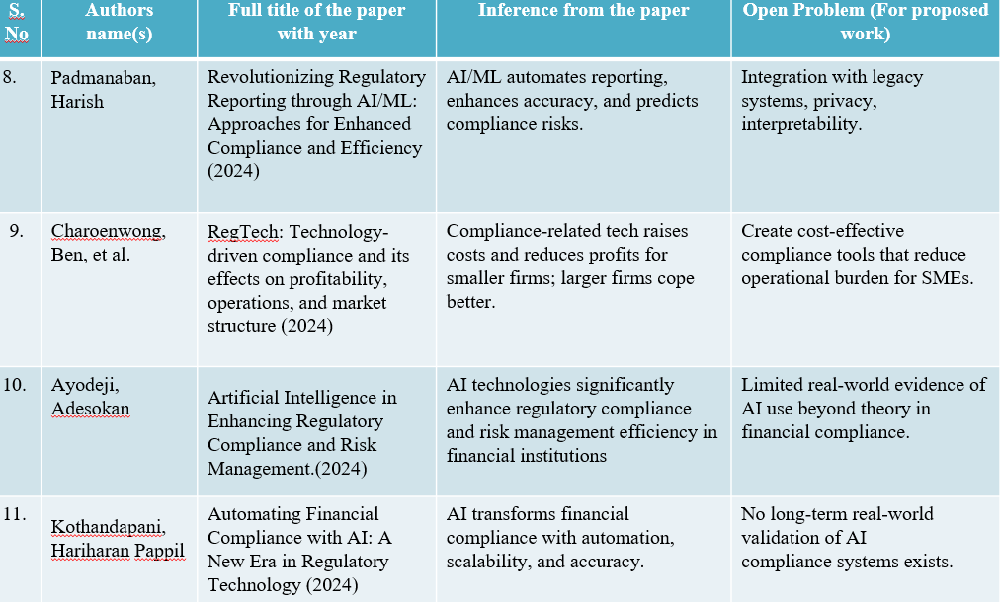 S. No
Authors name(s)
Full title of the paper with year
Inference from the paper
Open Problem (For proposed work)
8.
Padmanaban,
Harish
Revolutionizing Regulatory
Reporting through AI/ML:
Approaches for Enhanced
Compliance and Efficiency
(2024)
AI/ML automates reporting,
enhances accuracy, and predicts
compliance risks.
Integration with legacy
systems, privacy,
interpretability.
9.
Charoenwong,
Ben, et al.
RegTech: Technology-
driven compliance and its
effects on profitability,
operations, and market
structure (2024)
Compliance-related tech raises
costs and reduces profits for
smaller firms; larger firms cope
better.
Create cost-effective
compliance tools that reduce
operational burden for SMEs.
10.
Ayodeji,
Adesokan
Artificial Intelligence in
Enhancing Regulatory
Compliance and Risk
Management.(2024)
AI technologies significantly
enhance regulatory compliance
and risk management efficiency in
financial institutions
Limited real-world evidence of
AI use beyond theory in
financial compliance.
11.
Kothandapani,
Hariharan Pappil
Automating Financial
Compliance with AI: A
New Era in Regulatory
Technology (2024)
AI transforms financial
compliance with automation,
scalability, and accuracy.
No long-term real-world
validation of AI
compliance systems exists.